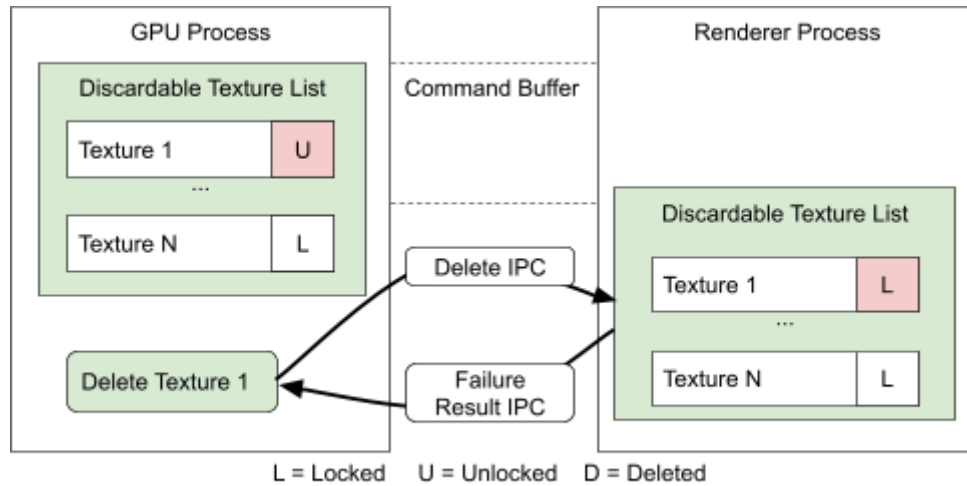 GPU Process
Discardable Texture List
Texture 1
U
...
Texture N
L
Delete Texture 1
Command Buffer
Delete IPC
Failure
Result IPC
Renderer Process
Discardable Texture List
Texture 1
L
...
Texture N
L
L = Locked U = Unlocked D = Deleted